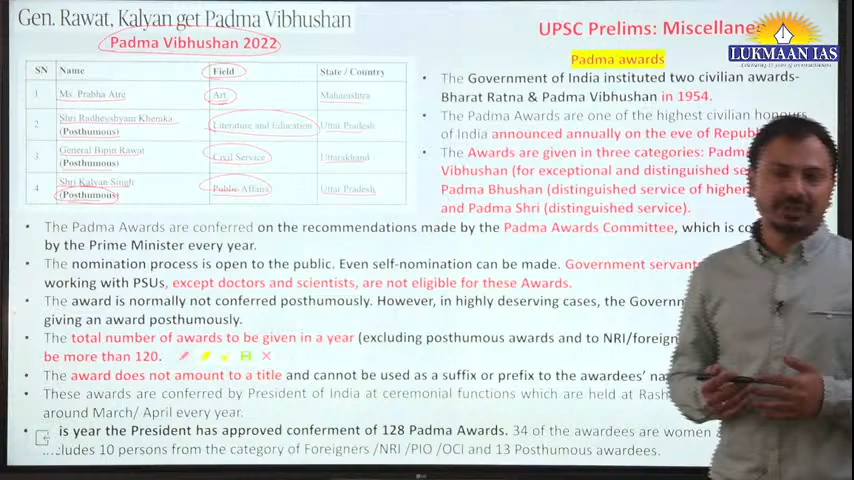 Gen. Rawat, Kalyan get Padma Vibhushan
Padma Vibhushan 2022
SN Name Field State / Country
1 Ms. Prabha Atre Art Maharashtra
2 Shri Radheyshyam Khemka (Posthumous) Literature and Education Uttar Pradesh
3 General Bipin Rawat (Posthumous) Civil Service Uttarakhand
4 Shri Kalyan Singh (Posthumous) Public Affairs Uttar Pradesh
UPSC Prelims: Miscellane
LUKMAAN IAS
Padma awards
• The Government of India instituted two civilian awards-
Bharat Ratna & Padma Vibhushan in 1954.
• The Padma Awards are one of the highest civilian honours
of India announced annually on the eve of Republ
• The Awards are given in three categories: Padma
Vibhushan (for exceptional and distinguished se
Padma Bhushan (distinguished service of higher
and Padma Shri (distinguished service).
• The Padma Awards are conferred on the recommendations made by the Padma Awards Committee, which is co
by the Prime Minister every year.
• The nomination process is open to the public. Even self-nomination can be made. Government servant
working with PSUs, except doctors and scientists, are not eligible for these Awards.
• The award is normally not conferred posthumously. However, in highly deserving cases, the Governm
giving an award posthumously.
• The total number of awards to be given in a year (excluding posthumous awards and to NRI/foreign
be more than 120.
• The award does not amount to a title and cannot be used as a suffix or prefix to the awardees' na
• These awards are conferred by President of India at ceremonial functions which are held at Rash
around March/ April every year.
• is year the President has approved conferment of 128 Padma Awards. 34 of the awardees are women
cludes 10 persons from the category of Foreigners /NRI /PIO /OCI and 13 Posthumous awardees.